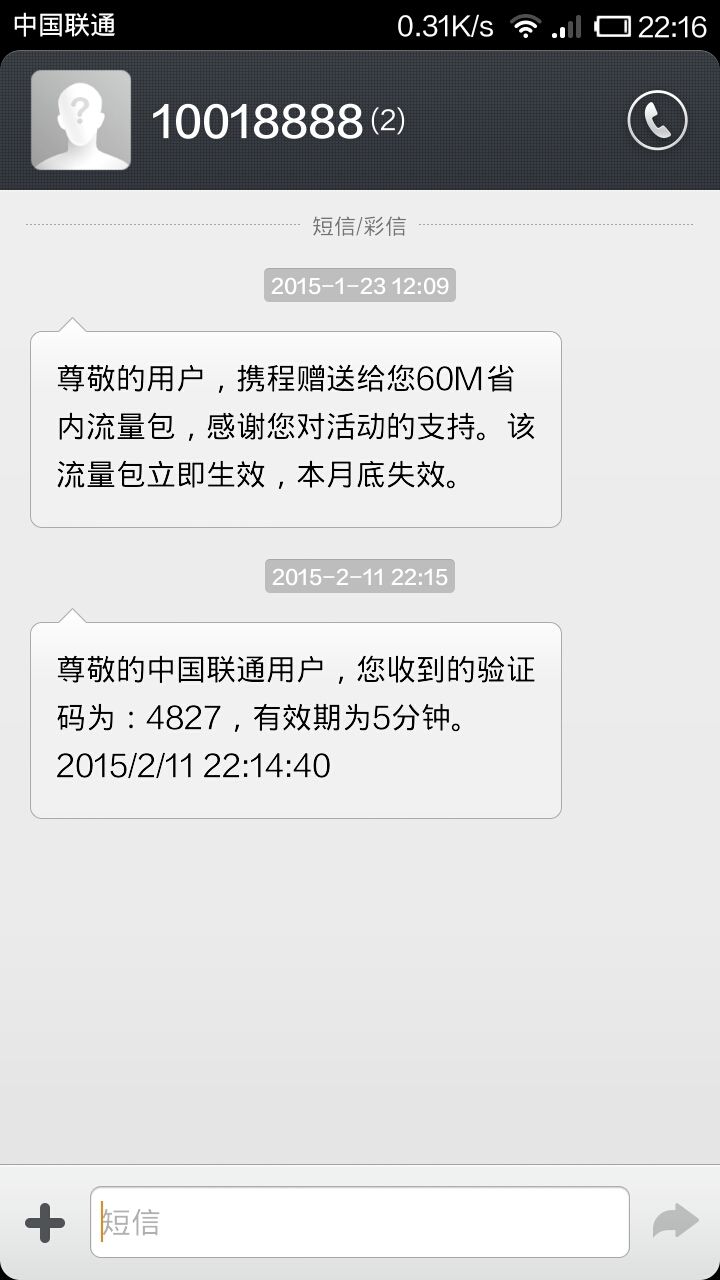 中国联通 0.31K/s 22:16
10018888 (2)
短信/彩信
2015-1-23 12:09
尊敬的用户，携程赠送给您60M省
内流量包，感谢您对活动的支持。该
流量包立即生效，本月底失效。
2015-2-11 22:15
尊敬的中国联通用户，您收到的验证
码为：4827，有效期为5分钟。
2015/2/11 22:14:40
短信